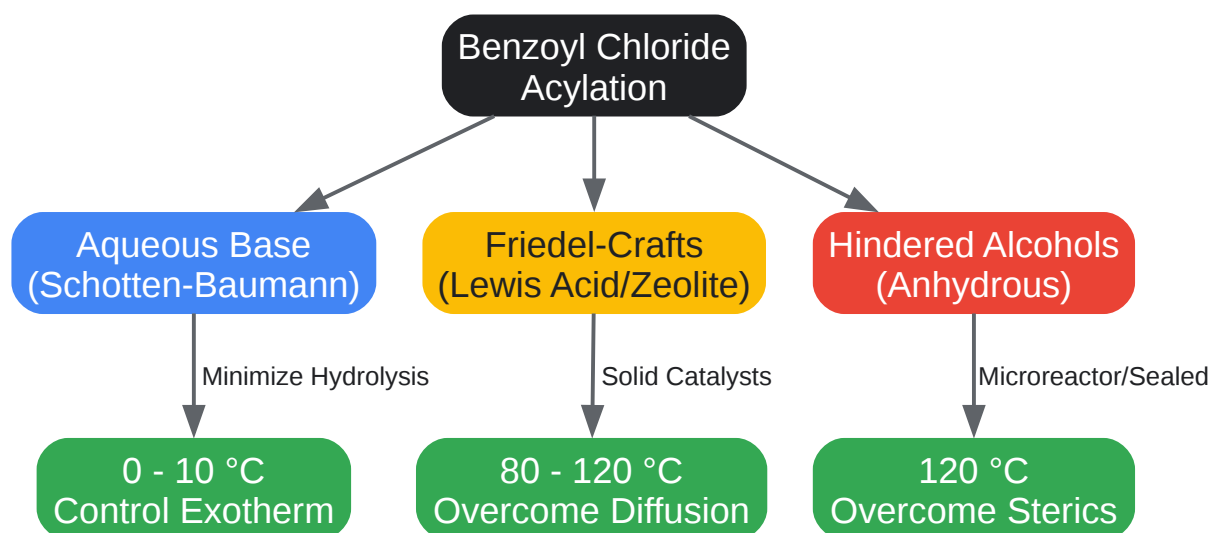 Benzoyl Chloride
Acylation
Aqueous Base
(Schotten-Baumann)
Friedel-Crafts
(Lewis Acid/Zeolite)
Hindered Alcohols
(Anhydrous)
Minimize Hydrolysis
Solid Catalysts
Microreactor/Sealed
0 - 10 °C
Control Exotherm
80 - 120 °C
Overcome Diffusion
120 °C
Overcome Sterics